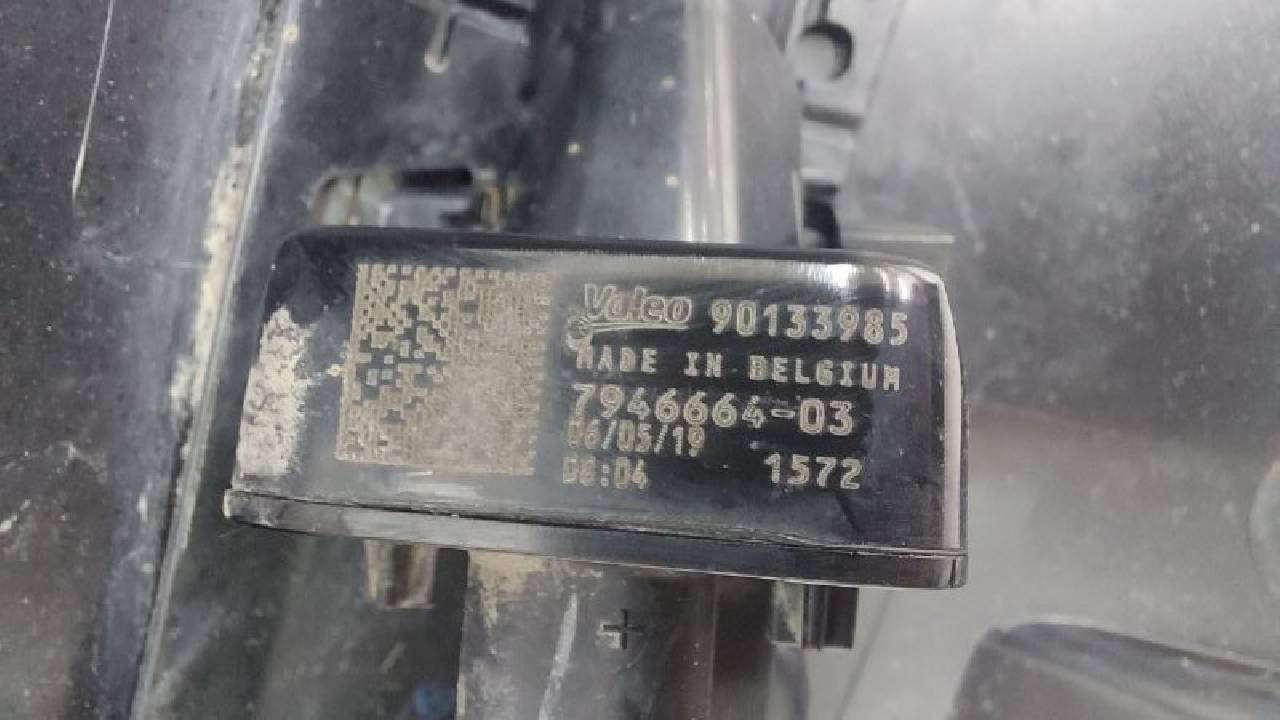 Valeo 90133985
MADE IN BELGIUM
7946664-03
06/05/19
08:04 1572